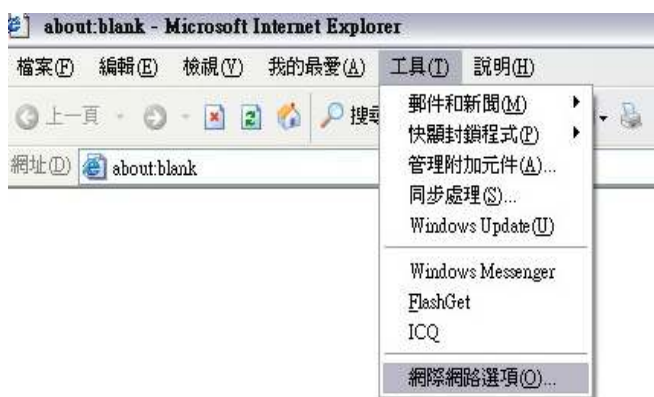 about:blank - Microsoft Internet Explorer
檔案(F) 編輯(E) 檢視(V) 我的最愛(A) 工具(T) 說明(H)
上一頁 搜尋
網址(D) about:blank
郵件和新聞(M)
快顯封鎖程式(P)
管理附加元件(A)...
同步處理(S)...
Windows Update(U)
Windows Messenger
FlashGet
ICQ
網際網路選項(O)...